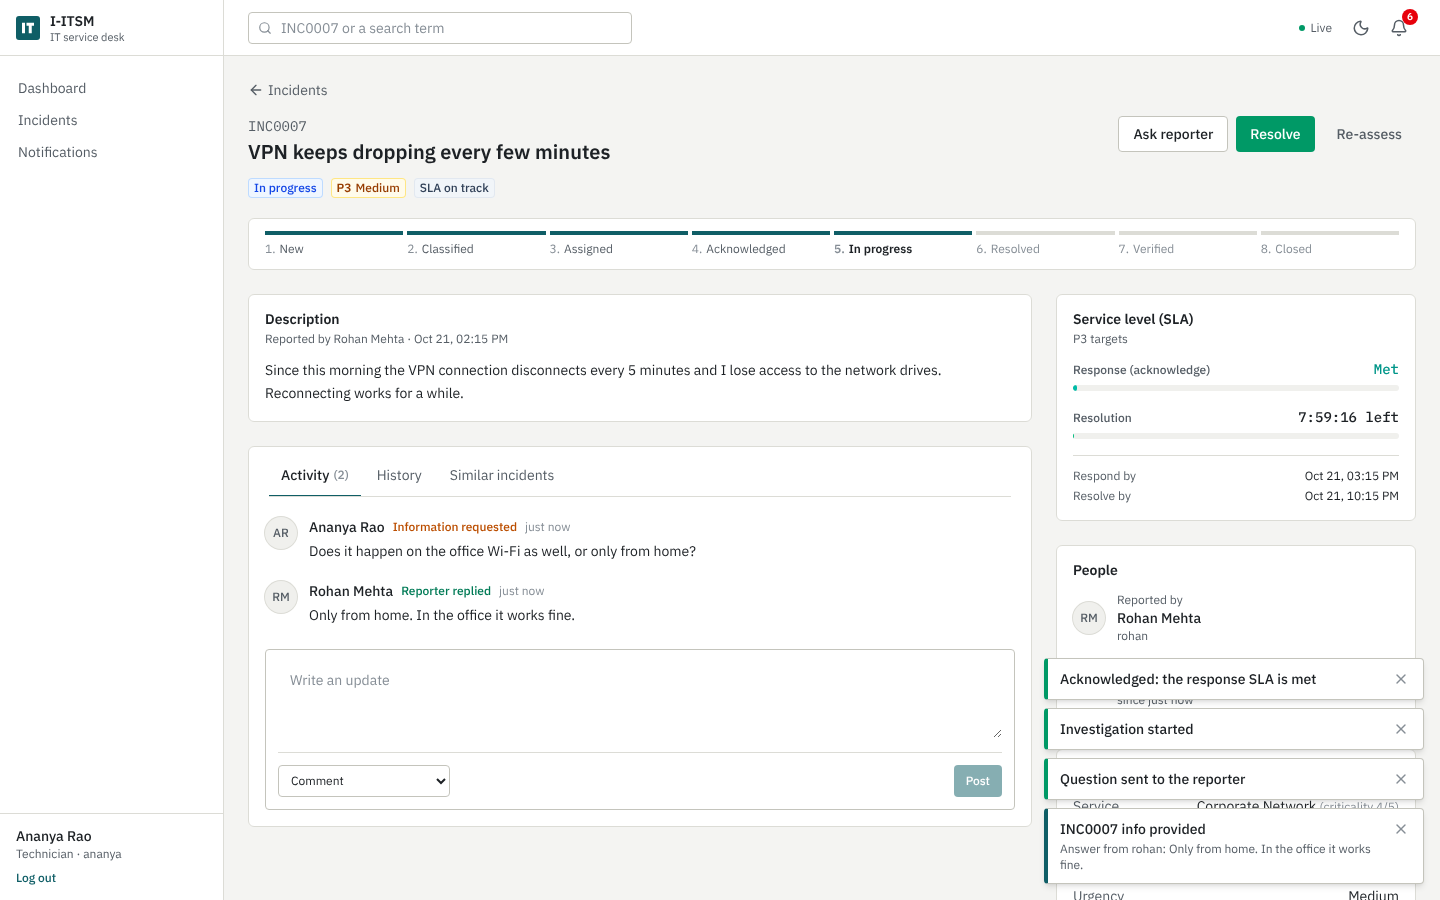 IT
I-ITSM
IT service desk
INC0007 or a search term
Live
6
Dashboard
Incidents
Notifications
Incidents
INC0007
VPN keeps dropping every few minutes
Ask reporter
Resolve
Re-assess
In progress
P3 Medium
SLA on track
1. New
2. Classified
3. Assigned
4. Acknowledged
5. In progress
6. Resolved
7. Verified
8. Closed
Description
Reported by Rohan Mehta · Oct 21, 02:15 PM
Since this morning the VPN connection disconnects every 5 minutes and I lose access to the network drives.
Reconnecting works for a while.
Activity (2)
History
Similar incidents
AR
Ananya Rao Information requested just now
Does it happen on the office Wi-Fi as well, or only from home?
RM
Rohan Mehta Reporter replied just now
Only from home. In the office it works fine.
Write an update
Comment
Post
Service level (SLA)
P3 targets
Response (acknowledge) Met
Resolution 7:59:16 left
Respond by Oct 21, 03:15 PM
Resolve by Oct 21, 10:15 PM
People
RM
Reported by
Rohan Mehta
rohan
Acknowledged: the response SLA is met
since just now
Investigation started
Question sent to the reporter
Service Corporate Network (criticality 4/5)
INC0007 info provided
Answer from rohan: Only from home. In the office it works
fine.
Urgency Medium
Ananya Rao
Technician · ananya
Log out